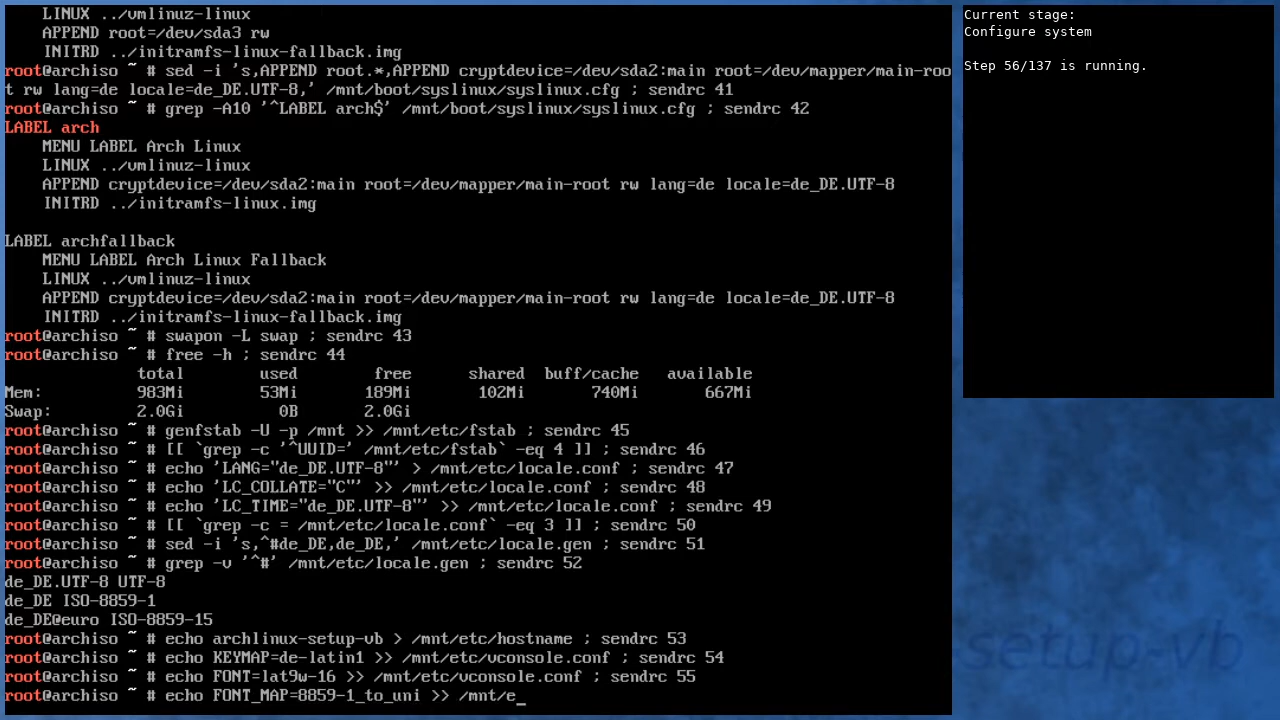 LINUX ../vmlinuz-linux
    APPEND root=/dev/sda3 rw
    INITRD ../initramfs-linux-fallback.img
root@archiso ~ # sed -i 's,APPEND root.*,APPEND cryptdevice=/dev/sda2:main root=/dev/mapper/main-roo
t rw lang=de locale=de_DE.UTF-8,' /mnt/boot/syslinux/syslinux.cfg ; sendrc 41
root@archiso ~ # grep -A10 '^LABEL arch$' /mnt/boot/syslinux/syslinux.cfg ; sendrc 42
LABEL arch
    MENU LABEL Arch Linux
    LINUX ../vmlinuz-linux
    APPEND cryptdevice=/dev/sda2:main root=/dev/mapper/main-root rw lang=de locale=de_DE.UTF-8
    INITRD ../initramfs-linux.img

LABEL archfallback
    MENU LABEL Arch Linux Fallback
    LINUX ../vmlinuz-linux
    APPEND cryptdevice=/dev/sda2:main root=/dev/mapper/main-root rw lang=de locale=de_DE.UTF-8
    INITRD ../initramfs-linux-fallback.img
root@archiso ~ # swapon -L swap ; sendrc 43
root@archiso ~ # free -h ; sendrc 44
              total        used        free      shared  buff/cache   available
Mem:          983Mi        53Mi       189Mi       102Mi       740Mi       667Mi
Swap:         2.0Gi          0B       2.0Gi
root@archiso ~ # genfstab -U -p /mnt >> /mnt/etc/fstab ; sendrc 45
root@archiso ~ # [[ `grep -c '^UUID=' /mnt/etc/fstab` -eq 4 ]] ; sendrc 46
root@archiso ~ # echo 'LANG="de_DE.UTF-8"' > /mnt/etc/locale.conf ; sendrc 47
root@archiso ~ # echo 'LC_COLLATE="C"' >> /mnt/etc/locale.conf ; sendrc 48
root@archiso ~ # echo 'LC_TIME="de_DE.UTF-8"' >> /mnt/etc/locale.conf ; sendrc 49
root@archiso ~ # [[ `grep -c = /mnt/etc/locale.conf` -eq 3 ]] ; sendrc 50
root@archiso ~ # sed -i 's,^#de_DE,de_DE,' /mnt/etc/locale.gen ; sendrc 51
root@archiso ~ # grep -v '^#' /mnt/etc/locale.gen ; sendrc 52
de_DE.UTF-8 UTF-8
de_DE ISO-8859-1
de_DE@euro ISO-8859-15
root@archiso ~ # echo archlinux-setup-vb > /mnt/etc/hostname ; sendrc 53
root@archiso ~ # echo KEYMAP=de-latin1 >> /mnt/etc/vconsole.conf ; sendrc 54
root@archiso ~ # echo FONT=lat9w-16 >> /mnt/etc/vconsole.conf ; sendrc 55
root@archiso ~ # echo FONT_MAP=8859-1_to_uni >> /mnt/e_
Current stage:
Configure system

Step 56/137 is running.
setup-vb